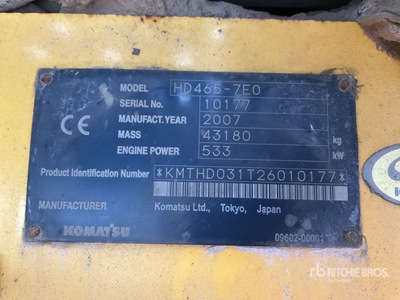 MODEL HD465-7E0
SERIAL No. 10177
MANUFACT.YEAR 2007
MASS 43180 kg
ENGINE POWER 533 kW
CE
Product Identification Number *KMTHD031T26010177*
MANUFACTURER Komatsu Ltd., Tokyo, Japan
KOMATSU
rb RITCHIE BROS.